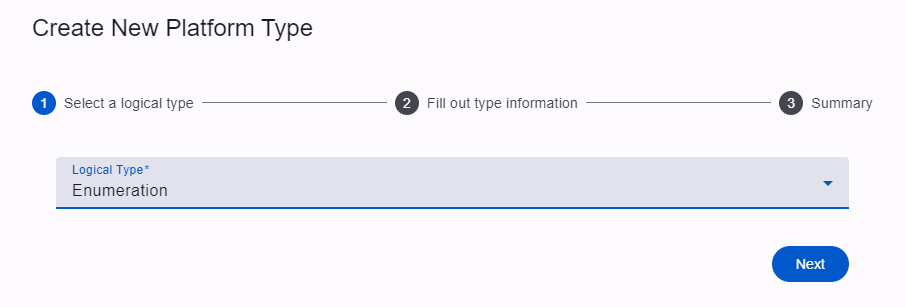 Create New Platform Type
1 Select a logical type 2 Fill out type information 3 Summary
Logical Type*
Enumeration
Next